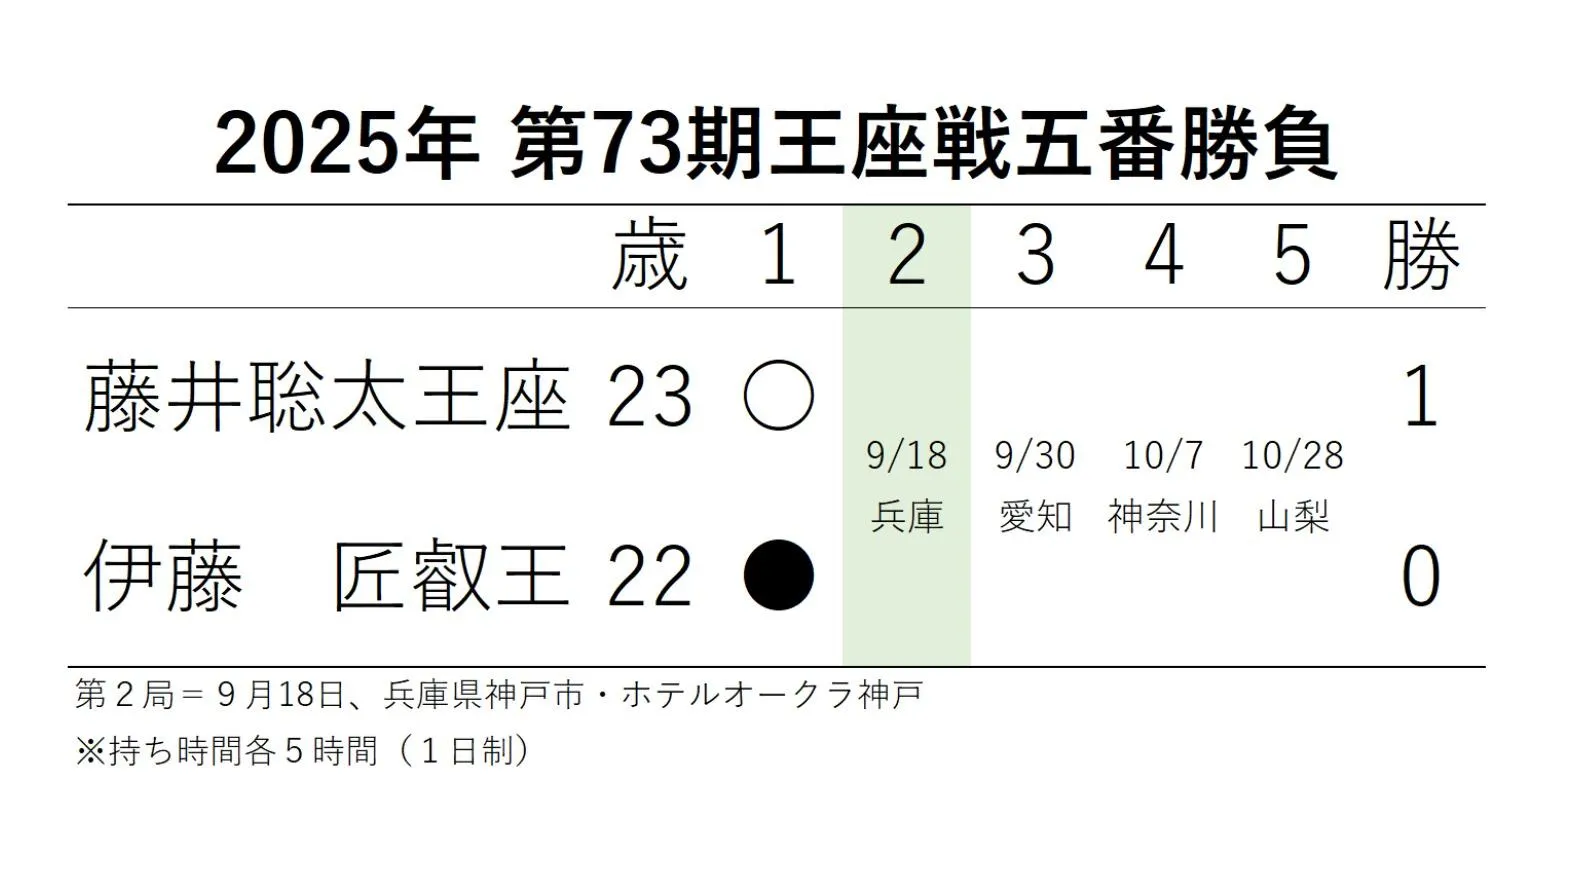 2025年 第73期王座戦五番勝負
歳 1 2 3 4 5 勝
藤井聡太王座 23 ○ 1
9/18 9/30 10/7 10/28
兵庫 愛知 神奈川 山梨
伊藤　匠叡王 22 ● 0
第２局＝９月18日、兵庫県神戸市・ホテルオークラ神戸
※持ち時間各５時間（１日制）